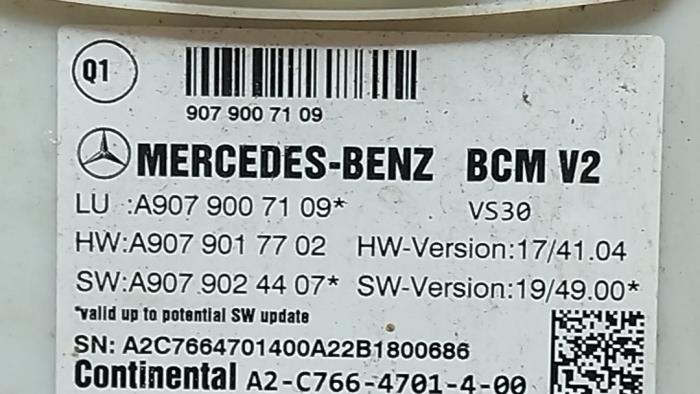 Q1
907 900 7109
MERCEDES-BENZ BCM V2
LU :A907 900 71 09* VS30
HW:A907 901 77 02 HW-Version:17/41.04
SW:A907 902 44 07* SW-Version:19/49.00*
*valid up to potential SW update
SN: A2C7664701400A22B1800686
Continental A2-C766-4701-4-00